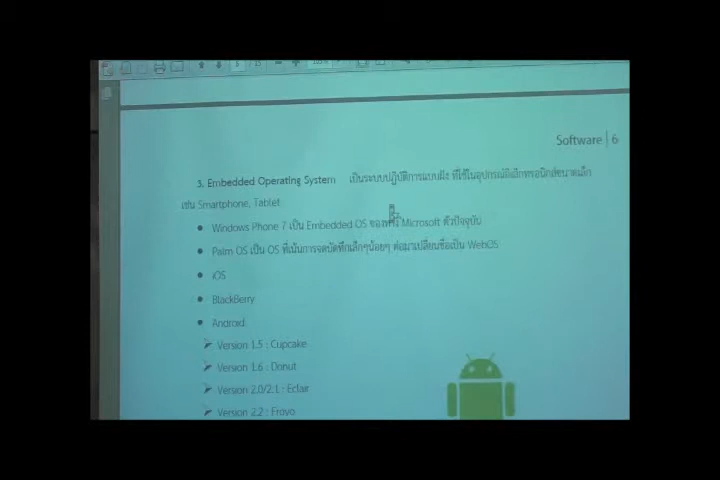 Software | 6
3. Embedded Operating System เป็นระบบปฏิบัติการแบบฝัง ที่ใช้ในอุปกรณ์อิเล็กทรอนิกส์ขนาดเล็ก
เช่น Smartphone, Tablet
● Windows Phone 7 เป็น Embedded OS ของทาง Microsoft ตัวปัจจุบัน
● Palm OS เป็น OS ที่เน้นการจดบันทึกเล็กๆน้อยๆ ต่อมาเปลี่ยนชื่อเป็น WebOS
● iOS
● BlackBerry
● Android
➢ Version 1.5 : Cupcake
➢ Version 1.6 : Donut
➢ Version 2.0/2.1 : Eclair
➢ Version 2.2 : Froyo